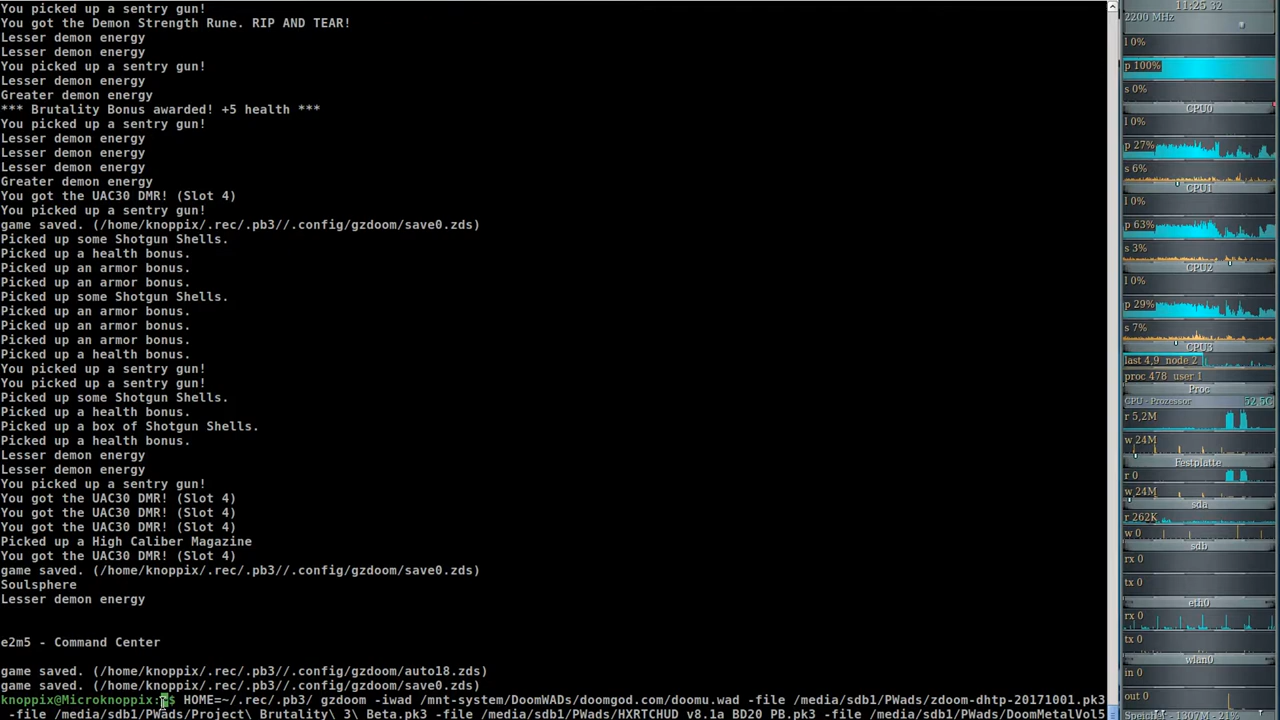 You picked up a sentry gun!
You got the Demon Strength Rune. RIP AND TEAR!
Lesser demon energy
Lesser demon energy
You picked up a sentry gun!
Lesser demon energy
Greater demon energy
*** Brutality Bonus awarded! +5 health ***
You picked up a sentry gun!
Lesser demon energy
Lesser demon energy
Lesser demon energy
Greater demon energy
You got the UAC30 DMR! (Slot 4)
You picked up a sentry gun!
game saved. (/home/knoppix/.rec/.pb3//.config/gzdoom/save0.zds)
Picked up some Shotgun Shells.
Picked up a health bonus.
Picked up an armor bonus.
Picked up an armor bonus.
Picked up some Shotgun Shells.
Picked up an armor bonus.
Picked up an armor bonus.
Picked up an armor bonus.
Picked up a health bonus.
You picked up a sentry gun!
You picked up a sentry gun!
Picked up some Shotgun Shells.
Picked up a health bonus.
Picked up a box of Shotgun Shells.
Picked up a health bonus.
Lesser demon energy
Lesser demon energy
You picked up a sentry gun!
You got the UAC30 DMR! (Slot 4)
You got the UAC30 DMR! (Slot 4)
You got the UAC30 DMR! (Slot 4)
Picked up a High Caliber Magazine
You got the UAC30 DMR! (Slot 4)
game saved. (/home/knoppix/.rec/.pb3//.config/gzdoom/save0.zds)
Soulsphere
Lesser demon energy
e2m5 - Command Center
game saved. (/home/knoppix/.rec/.pb3//.config/gzdoom/auto18.zds)
game saved. (/home/knoppix/.rec/.pb3//.config/gzdoom/save0.zds)
knoppix@Microknoppix:~$ HOME=~/.rec/.pb3/ gzdoom -iwad /mnt-system/DoomWADs/doomgod.com/doomu.wad -file /media/sdb1/PWads/zdoom-dhtp-20171001.pk3
-file /media/sdb1/PWads/Project\ Brutality\ 3\ Beta.pk3 -file /media/sdb1/PWads/HXRTCHUD_v8.1a_BD20_PB.pk3 -file /media/sdb1/PWads/DoomMetalVol5
11:25 32
2200 MHz
l 0%
p 100%
s 0%
CPU0
l 0%
p 27%
s 6%
CPU1
l 0%
p 63%
s 3%
CPU2
l 0%
p 29%
s 7%
CPU3
last 4,9 node 2
proc 478 user 1
Proc
CPU - Prozessor 52,5C
r 5,2M
w 24M
Festplatte
r 0
w 24M
sda
r 262K
w 0
sdb
rx 0
tx 0
eth0
rx 0
tx 0
wlan0
in 0
out 0
Speicher - 1307M - 21%